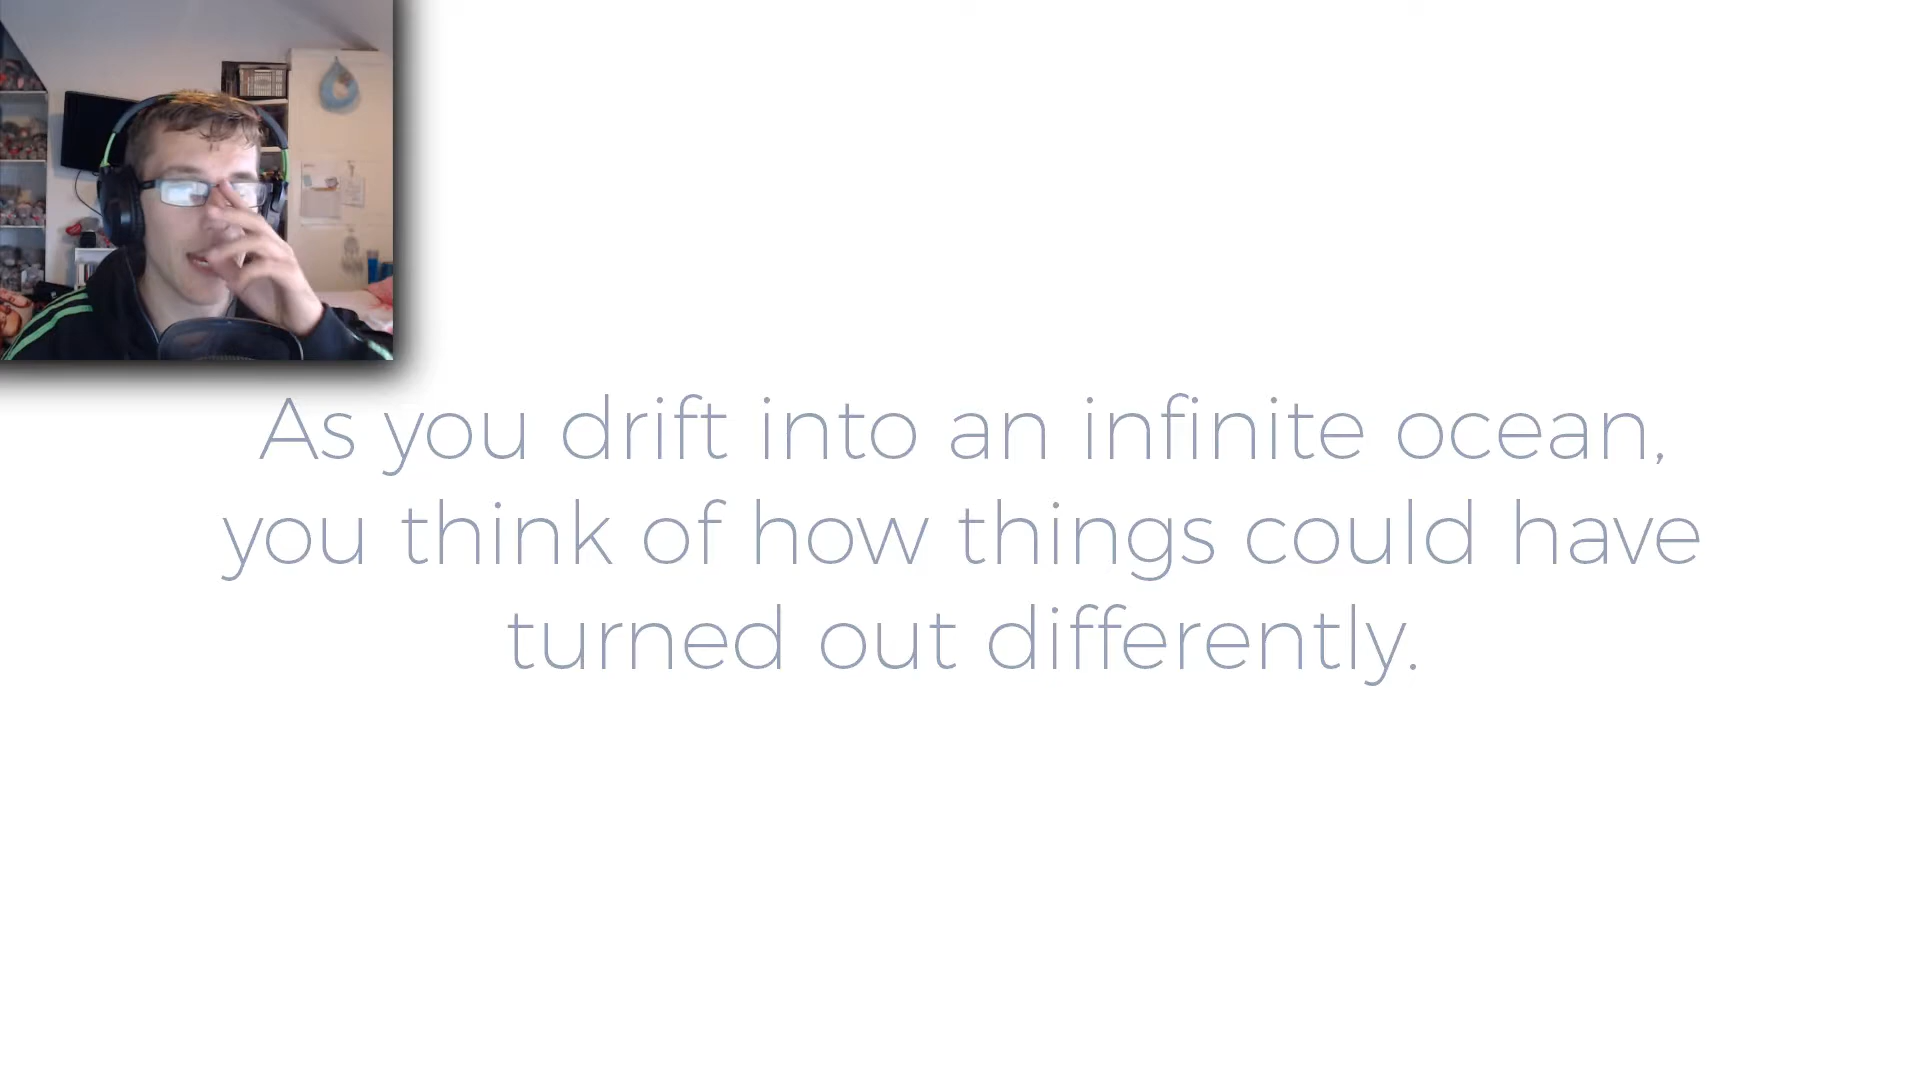 As you drift into an infinite ocean,
you think of how things could have
turned out differently.